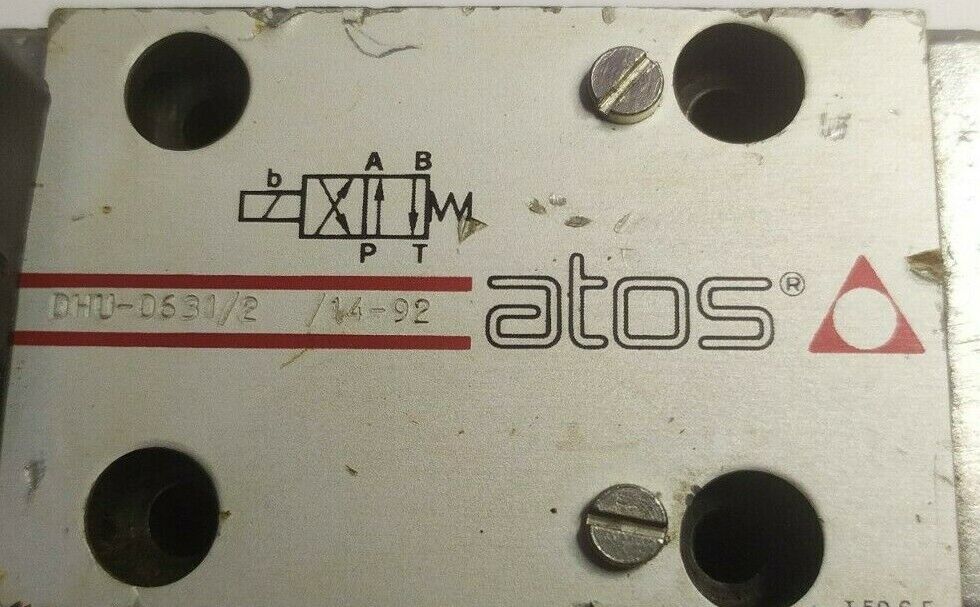 A B
b
P T
DHU-0631/2 /14-92
atos®